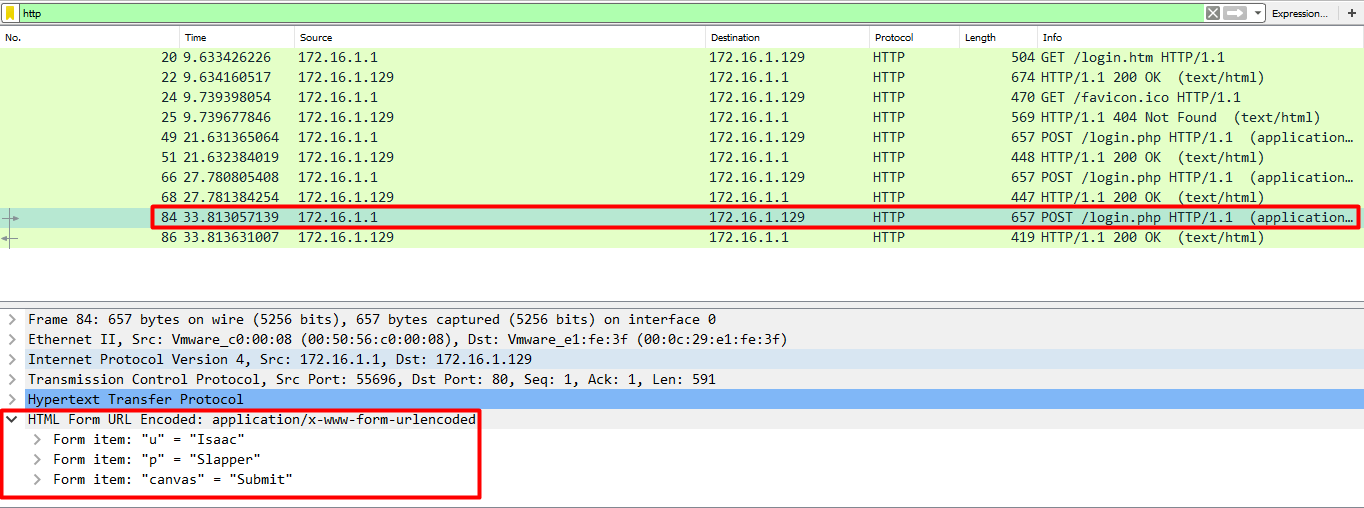 http Expression... +
No. Time Source Destination Protocol Length Info
20 9.633426226 172.16.1.1 172.16.1.129 HTTP 504 GET /login.htm HTTP/1.1
22 9.634160517 172.16.1.129 172.16.1.1 HTTP 674 HTTP/1.1 200 OK (text/html)
24 9.739398054 172.16.1.1 172.16.1.129 HTTP 470 GET /favicon.ico HTTP/1.1
25 9.739677846 172.16.1.129 172.16.1.1 HTTP 569 HTTP/1.1 404 Not Found (text/html)
49 21.631365064 172.16.1.1 172.16.1.129 HTTP 657 POST /login.php HTTP/1.1 (application…
51 21.632384019 172.16.1.129 172.16.1.1 HTTP 448 HTTP/1.1 200 OK (text/html)
66 27.780805408 172.16.1.1 172.16.1.129 HTTP 657 POST /login.php HTTP/1.1 (application…
68 27.781384254 172.16.1.129 172.16.1.1 HTTP 447 HTTP/1.1 200 OK (text/html)
84 33.813057139 172.16.1.1 172.16.1.129 HTTP 657 POST /login.php HTTP/1.1 (application…
86 33.813631007 172.16.1.129 172.16.1.1 HTTP 419 HTTP/1.1 200 OK (text/html)
Frame 84: 657 bytes on wire (5256 bits), 657 bytes captured (5256 bits) on interface 0
Ethernet II, Src: Vmware_c0:00:08 (00:50:56:c0:00:08), Dst: Vmware_e1:fe:3f (00:0c:29:e1:fe:3f)
Internet Protocol Version 4, Src: 172.16.1.1, Dst: 172.16.1.129
Transmission Control Protocol, Src Port: 55696, Dst Port: 80, Seq: 1, Ack: 1, Len: 591
Hypertext Transfer Protocol
HTML Form URL Encoded: application/x-www-form-urlencoded
Form item: "u" = "Isaac"
Form item: "p" = "Slapper"
Form item: "canvas" = "Submit"